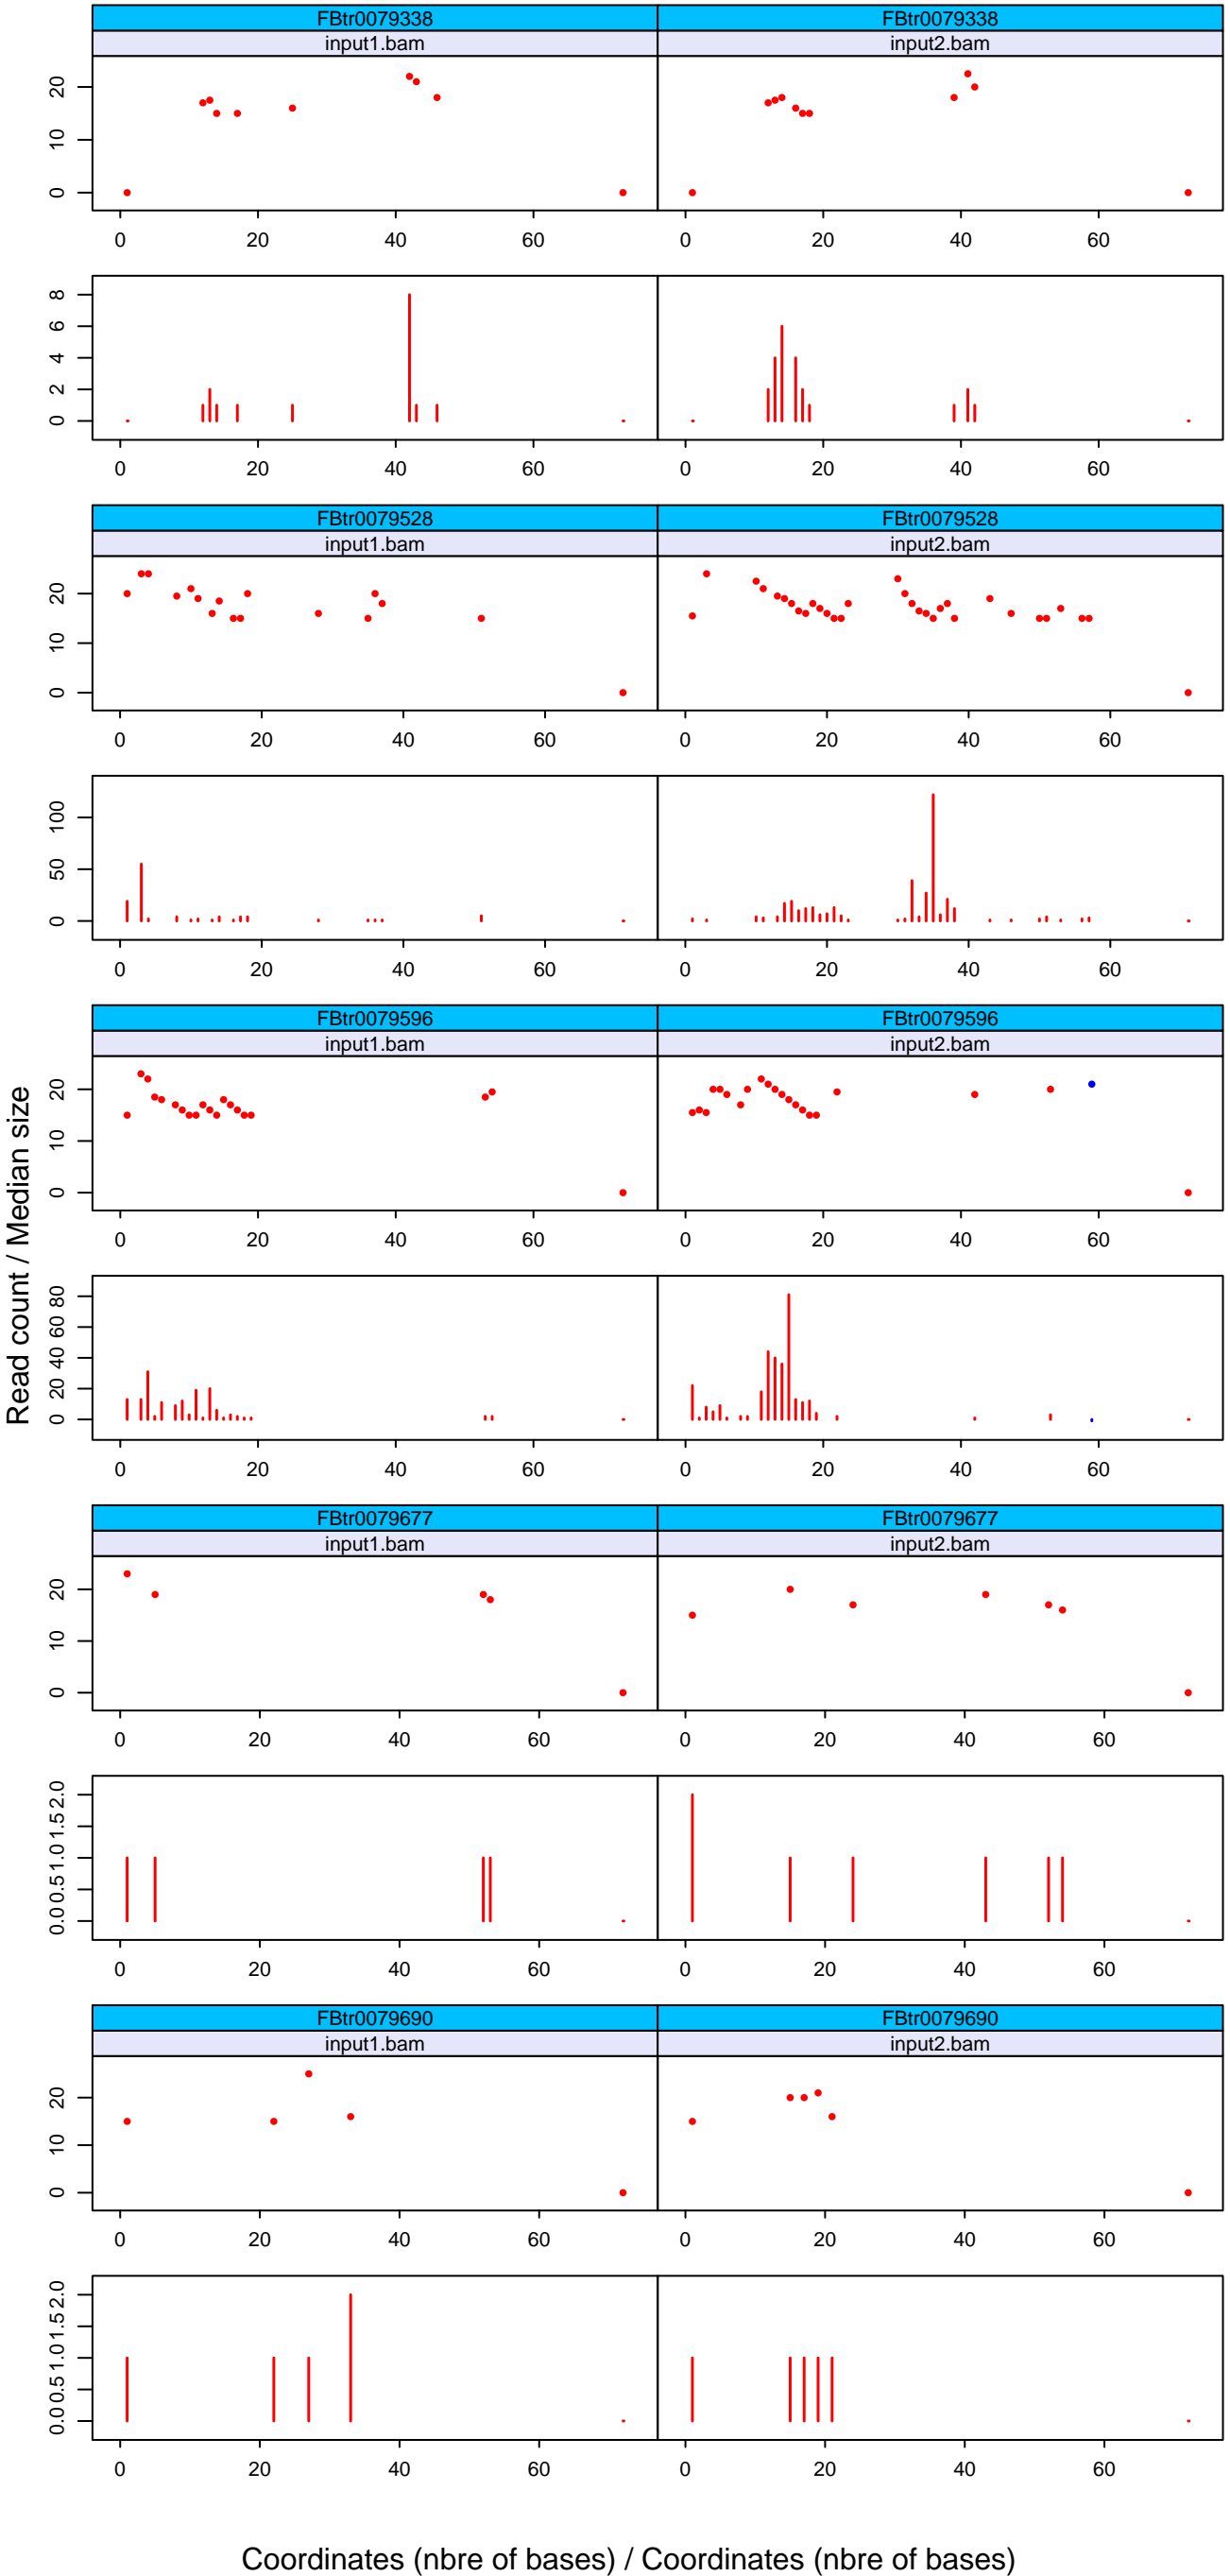 FBtr0079338 FBtr0079338
input1.bam input2.bam
20
10
0
0 20 40 60 0 20 40 60
8
6
4
2
0
0 20 40 60 0 20 40 60
FBtr0079528 FBtr0079528
input1.bam input2.bam
20
10
0
0 20 40 60 0 20 40 60
100
50
0
0 20 40 60 0 20 40 60
FBtr0079596 FBtr0079596
input1.bam input2.bam
20
10
0
0 20 40 60 0 20 40 60
80
60
40
20
0
0 20 40 60 0 20 40 60
Read count / Median size
FBtr0079677 FBtr0079677
input1.bam input2.bam
20
10
0
0 20 40 60 0 20 40 60
2.0
1.5
1.0
0.5
0.0
0 20 40 60 0 20 40 60
FBtr0079690 FBtr0079690
input1.bam input2.bam
20
10
0
0 20 40 60 0 20 40 60
2.0
1.5
1.0
0.5
0.0
0 20 40 60 0 20 40 60
Coordinates (nbre of bases) / Coordinates (nbre of bases)